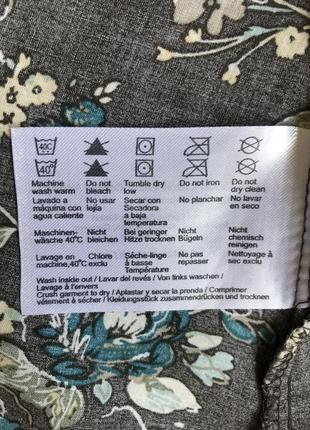 40C
40°
Machine wash warm Do not bleach Tumble dry low Do not iron Do not dry clean
Lavado a máquina con agua caliente No usar lejia Secar con Secadora a baja temperatura No planchar No lavar en seco
Maschinen- wäsche 40°C Nicht bleichen Bei geringer Hitze trocknen Nicht Bügeln Nicht chemisch reinigen
Lavage ou machine,40°C Chlore exclu Séche-linge à basse Température Ne pas repasser Nettoyage à sec exclu
Wash inside out / Lavar del revés / Von links waschen /
Lavage à l'envers
Crush garment to dry / Aplastar y secar la prenda / Comprimer
vêtement à sécher / Kleidungsstück zusammendrücken und trocknen